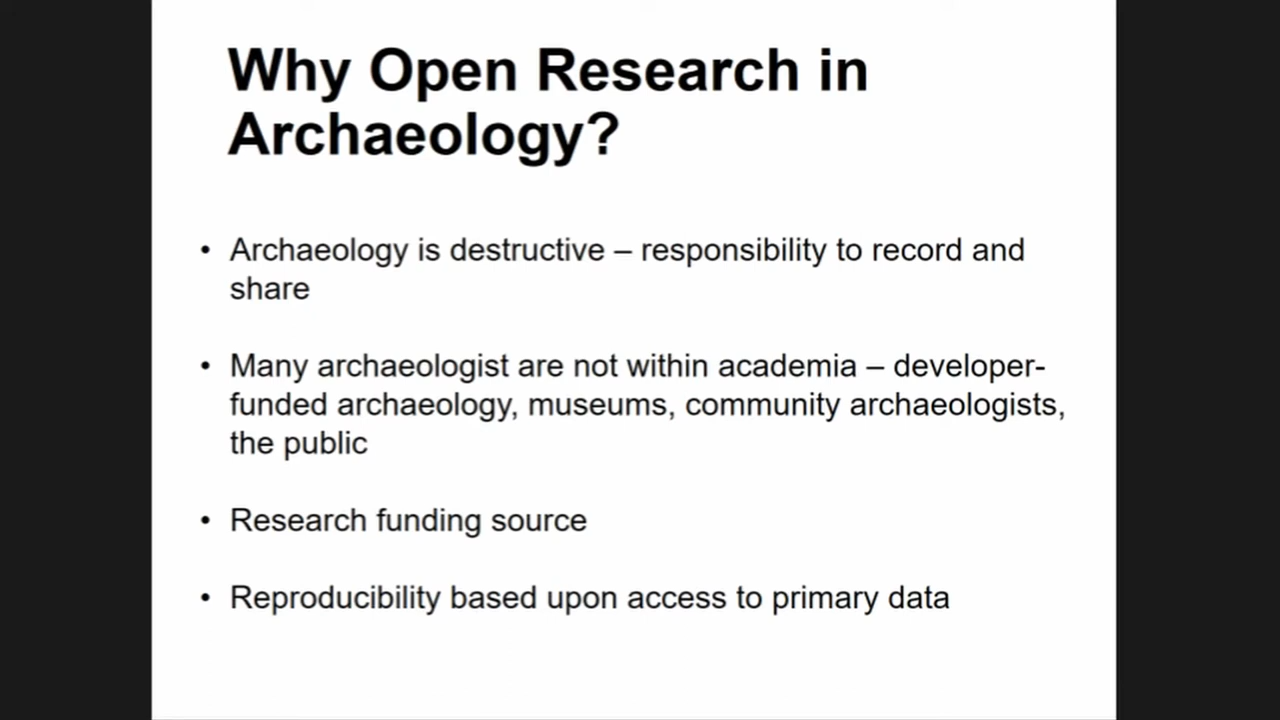 Why Open Research in
Archaeology?
• Archaeology is destructive – responsibility to record and
share
• Many archaeologist are not within academia – developer-
funded archaeology, museums, community archaeologists,
the public
• Research funding source
• Reproducibility based upon access to primary data